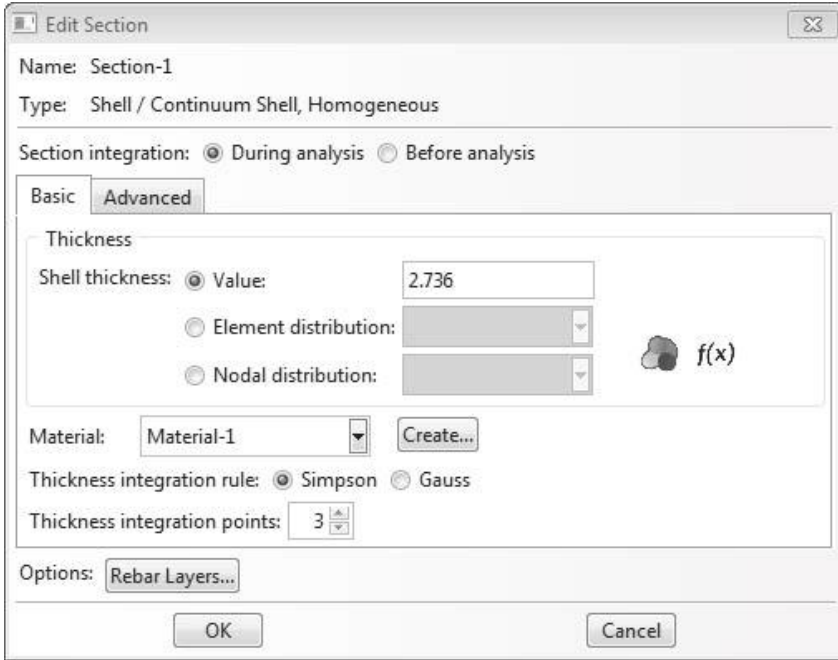 Edit Section
Name: Section-1
Type: Shell / Continuum Shell, Homogeneous
Section integration: During analysis Before analysis
Basic Advanced
Thickness
Shell thickness: Value: 2.736
Element distribution:
f(x)
Nodal distribution:
Material: Material-1 Create...
Thickness integration rule: Simpson Gauss
Thickness integration points: 3
Options: Rebar Layers...
OK Cancel